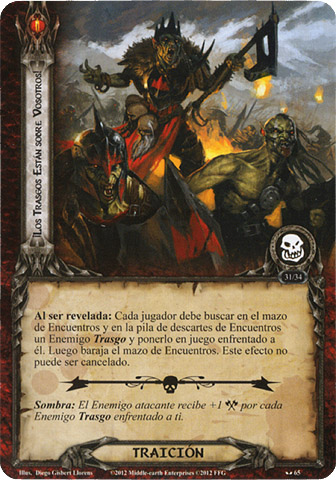 ¡Los Trasgos Están sobre Vosotros!
31/34
Al ser revelada: Cada jugador debe buscar en el mazo
de Encuentros y en la pila de descartes de Encuentros
un Enemigo Trasgo y ponerlo en juego enfrentado a
él. Luego baraja el mazo de Encuentros. Este efecto no
puede ser cancelado.
Sombra: El Enemigo atacante recibe +1 por cada
Enemigo Trasgo enfrentado a ti.
TRAICIÓN
Illus. Diego Gisbert Llorens ©2012 Middle-earth Enterprises ©2012 FFG 65